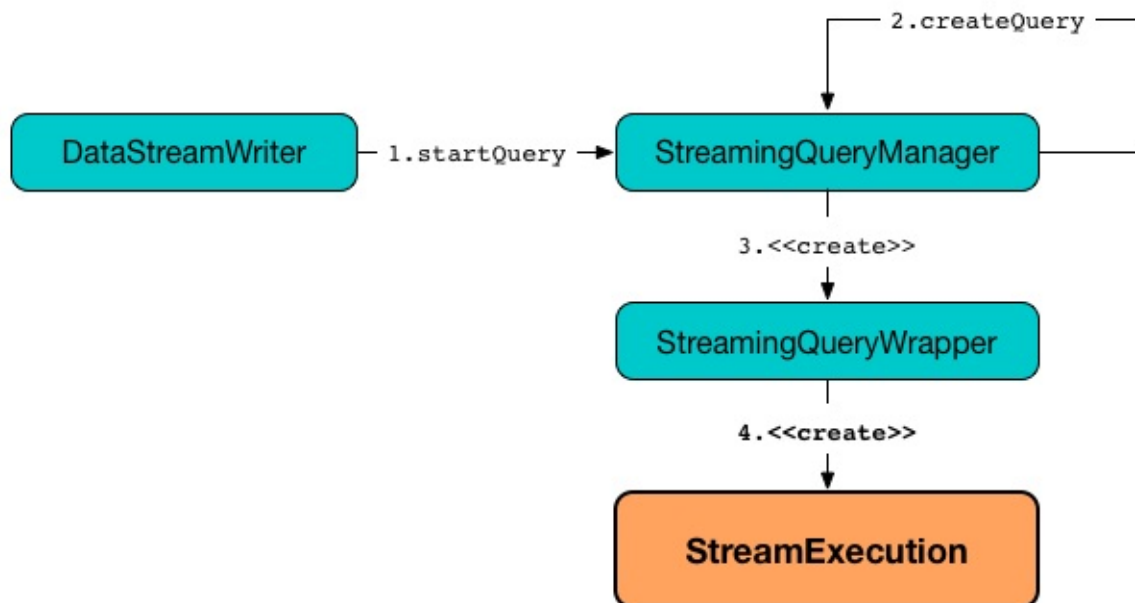 2.createQuery
DataStreamWriter
1.startQuery
StreamingQueryManager
3.<<create>>
StreamingQueryWrapper
4.<<create>>
StreamExecution